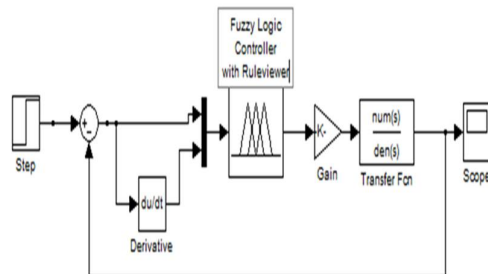 Fuzzy Logic
Controller
with Ruleviewer
Step
+
-
du/dt
Derivative
K-
Gain
num(s)
den(s)
Transfer Fcn
Scope